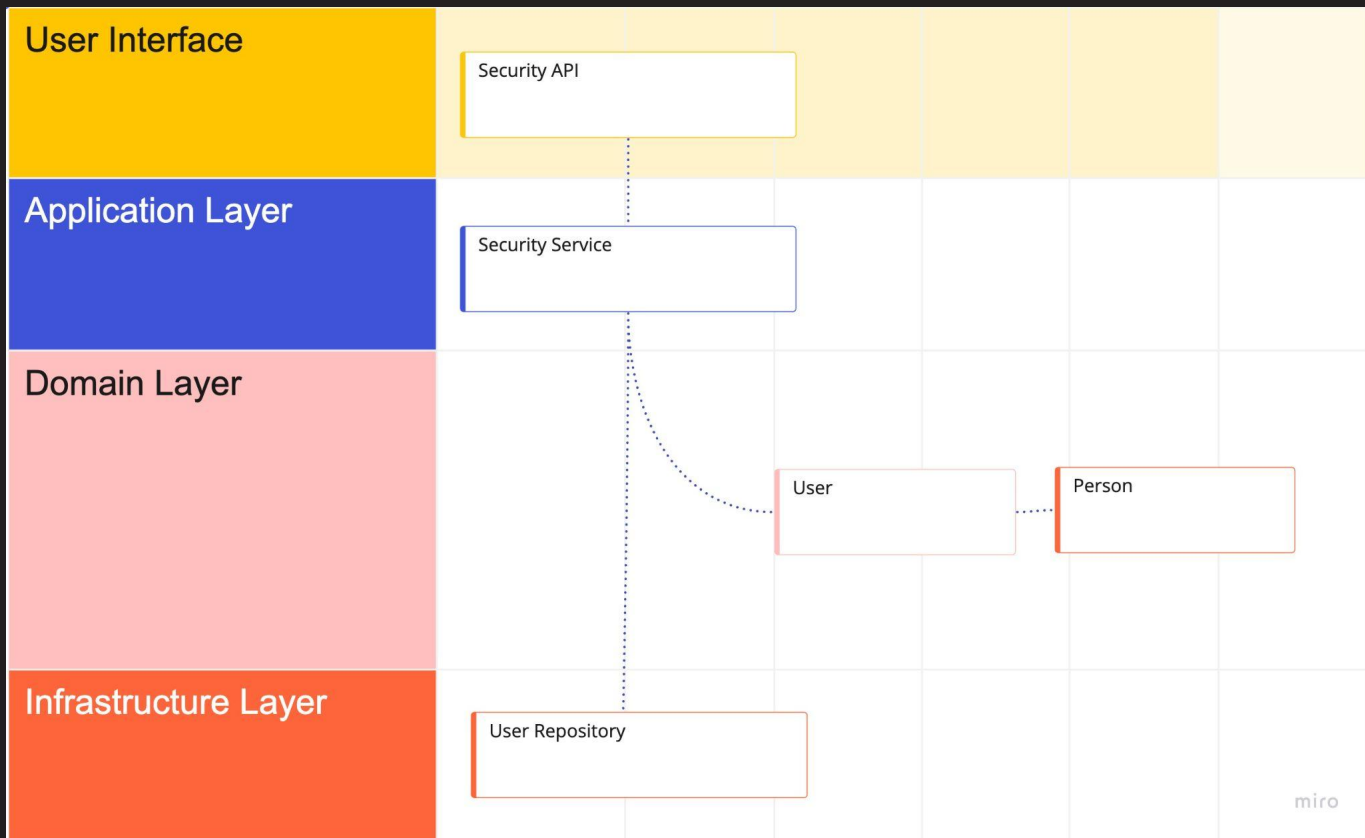 User Interface
Security API
Application Layer
Security Service
Domain Layer
User
Person
Infrastructure Layer
User Repository
miro